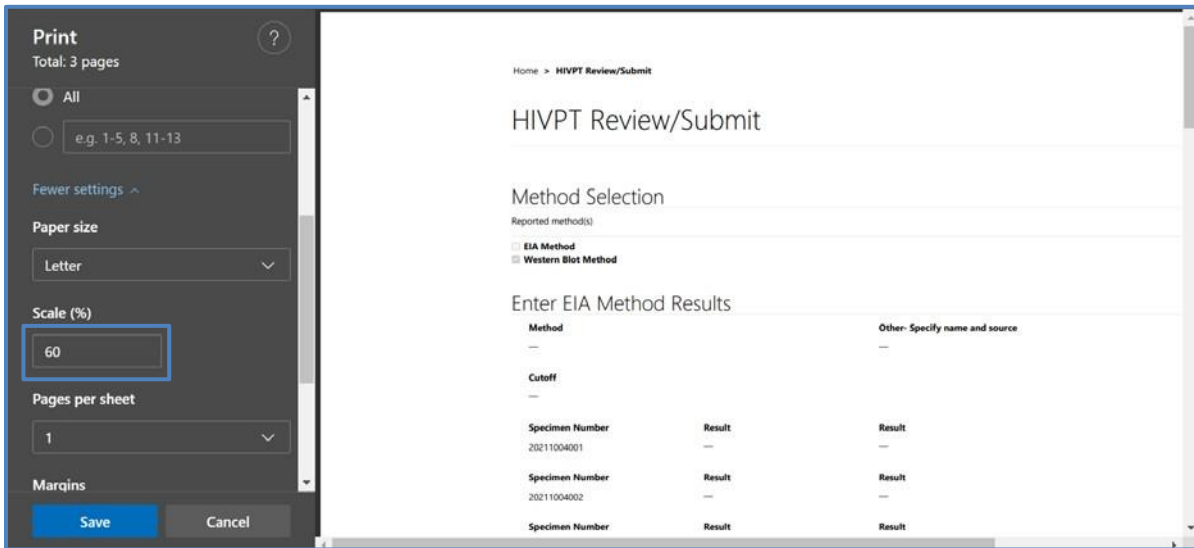 Print
Total: 3 pages
All
e.g. 1-5, 8, 11-13
Fewer settings
Paper size
Letter
Scale (%)
60
Pages per sheet
1
Margins
Save Cancel
?
Home > HIVPT Review/Submit
HIVPT Review/Submit
Method Selection
Reported method(s)
EIA Method
Western Blot Method
Enter EIA Method Results
Method Other- Specify name and source
— —
Cutoff
—
Specimen Number Result Result
20211004001 — —
Specimen Number Result Result
20211004002 — —
Specimen Number Result Result